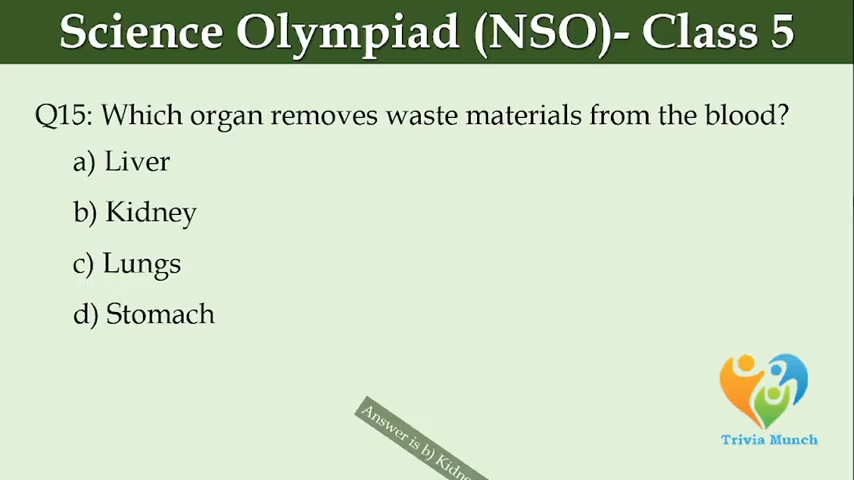 Science Olympiad (NSO)- Class 5
Q15: Which organ removes waste materials from the blood?
a) Liver
b) Kidney
c) Lungs
d) Stomach
Answer is b) Kidne
Trivia Munch